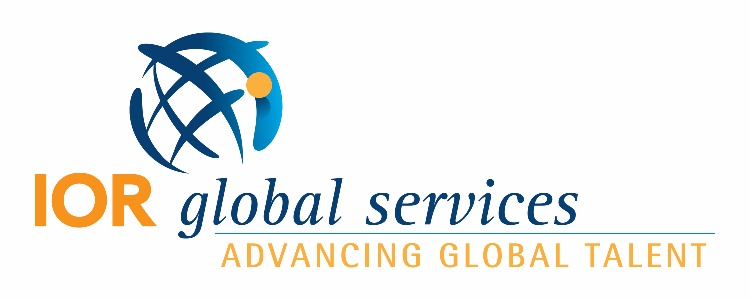 IOR global services
ADVANCING GLOBAL TALENT